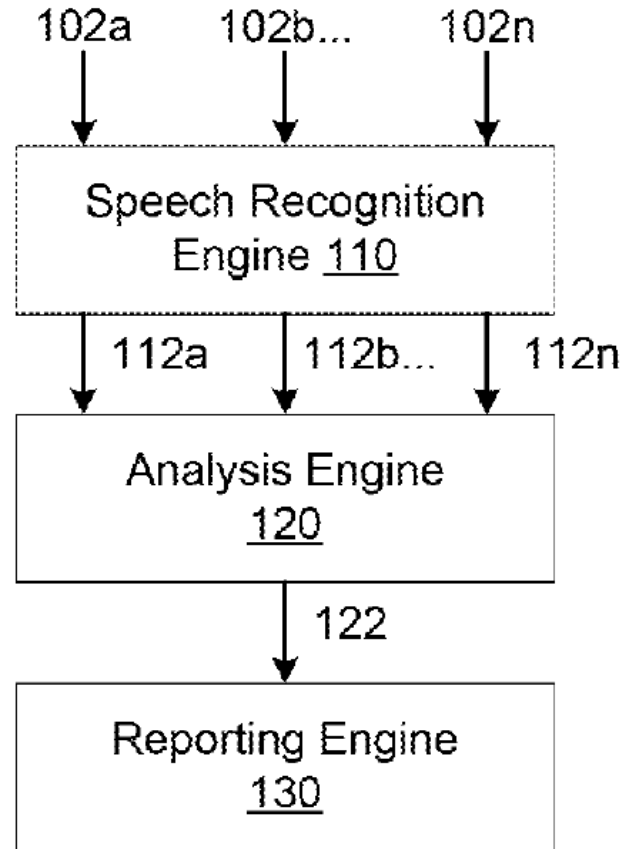 102a 102b... 102n
Speech Recognition
Engine 110
112a 112b... 112n
Analysis Engine
120
122
Reporting Engine
130